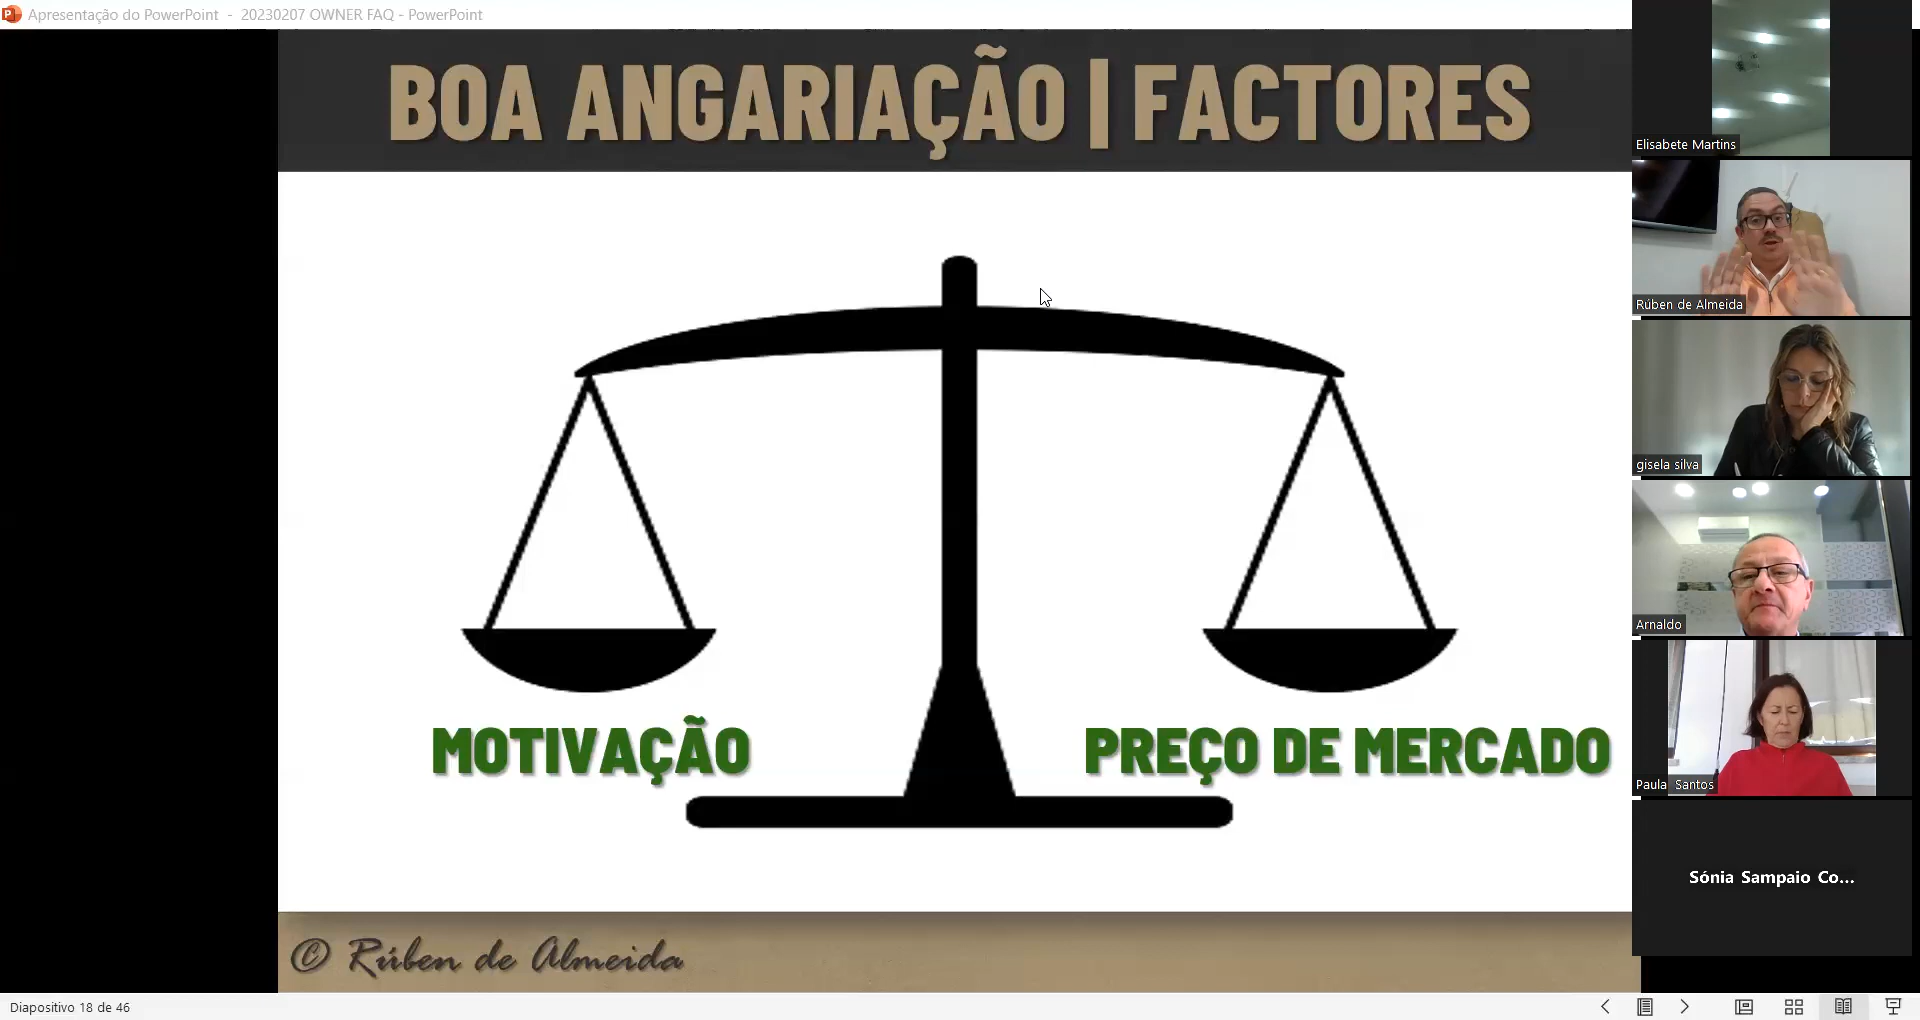 Apresentação do PowerPoint - 20230207 OWNER FAQ - PowerPoint
BOA ANGARIAÇÃO | FACTORES
MOTIVAÇÃO
PREÇO DE MERCADO
© Rúben de Almeida
Elisabete Martins
Rúben de Almeida
gisela silva
Arnaldo
Paula Santos
Sónia Sampaio Co...
Diapositivo 18 de 46